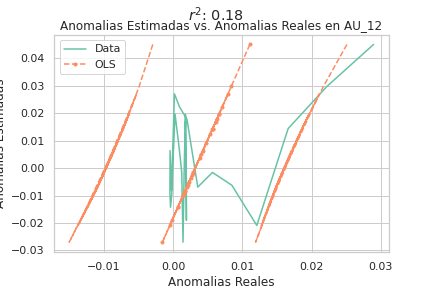 r²: 0.18
Anomalias Estimadas vs. Anomalias Reales en AU_12
Data
OLS
0.04
0.03
0.02
0.01
0.00
−0.01
−0.02
−0.03
−0.01 0.00 0.01 0.02 0.03
Anomalias Reales